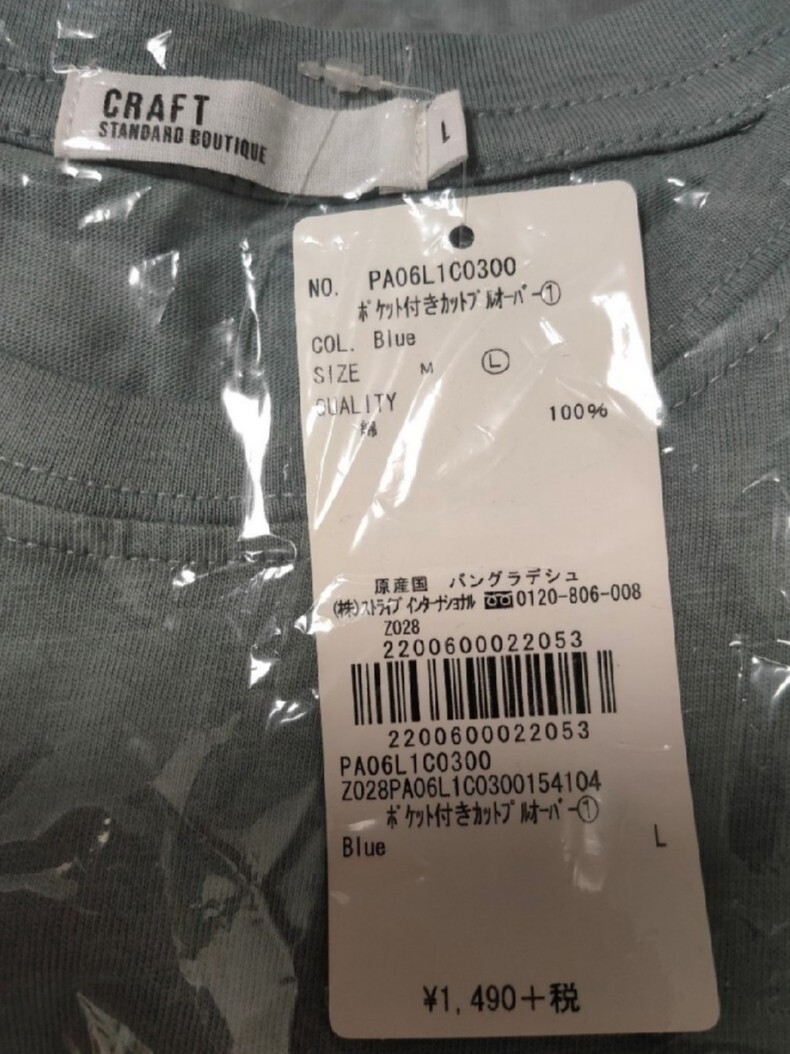 CRAFT
STANDARD BOUTIQUE
L
NO. PA06L1C0300
ポケット付きカットプルオーバー①
COL. Blue
SIZE M Ⓛ
QUALITY
綿 100%
原産国 バングラデシュ
(株)ストライプインターナショナル 0120-806-008
Z028
2200600022053
2200600022053
PA06L1C0300
Z028PA06L1C0300154104
ポケット付きカットプルオーバー①
Blue L
¥1,490+税